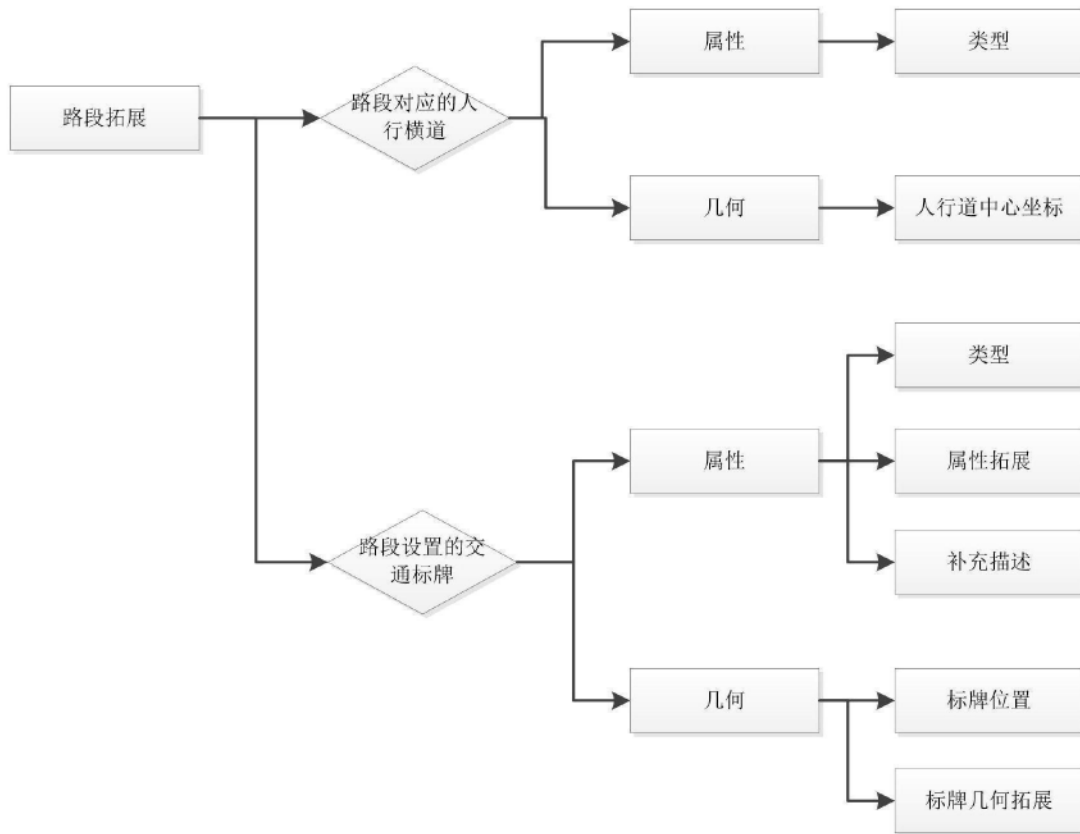 属性
类型
路段拓展
路段对应的人
行横道
几何
人行道中心坐标
类型
属性
属性拓展
路段设置的交
通标牌
补充描述
几何
标牌位置
标牌几何拓展